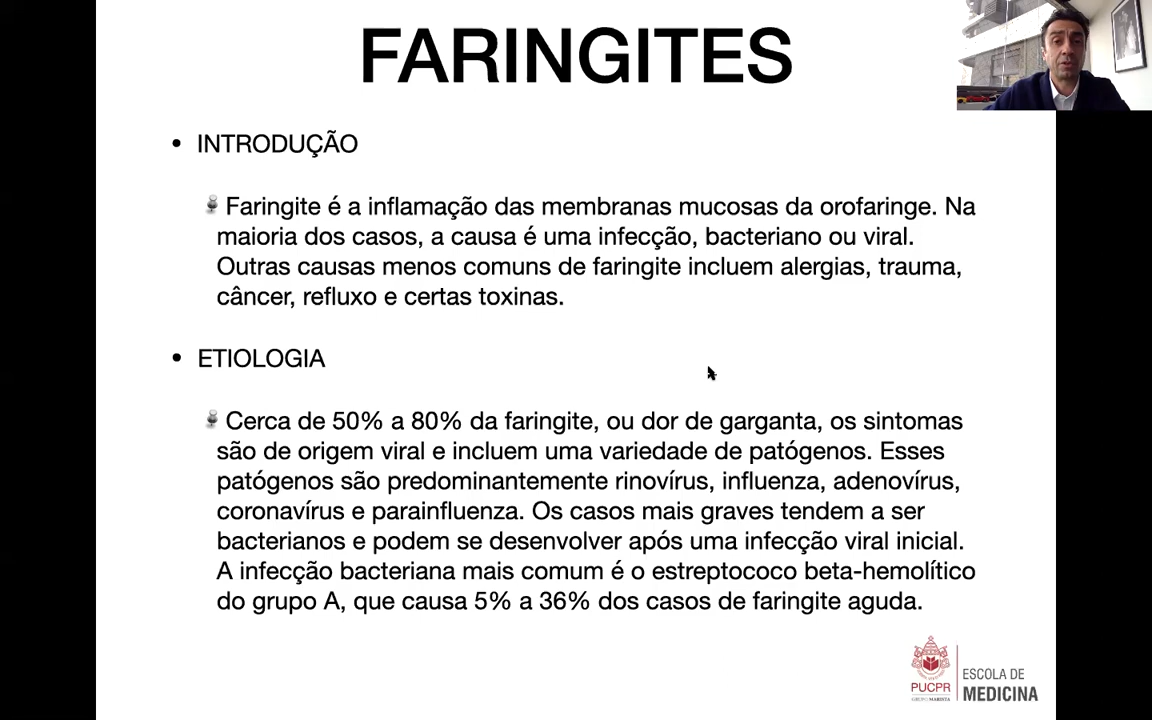 FARINGITES
• INTRODUÇÃO
Faringite é a inflamação das membranas mucosas da orofaringe. Na
maioria dos casos, a causa é uma infecção, bacteriano ou viral.
Outras causas menos comuns de faringite incluem alergias, trauma,
câncer, refluxo e certas toxinas.
• ETIOLOGIA
Cerca de 50% a 80% da faringite, ou dor de garganta, os sintomas
são de origem viral e incluem uma variedade de patógenos. Esses
patógenos são predominantemente rinovírus, influenza, adenovírus,
coronavírus e parainfluenza. Os casos mais graves tendem a ser
bacterianos e podem se desenvolver após uma infecção viral inicial.
A infecção bacteriana mais comum é o estreptococo beta-hemolítico
do grupo A, que causa 5% a 36% dos casos de faringite aguda.
PUCPR
GRUPO MARISTA
ESCOLA DE
MEDICINA